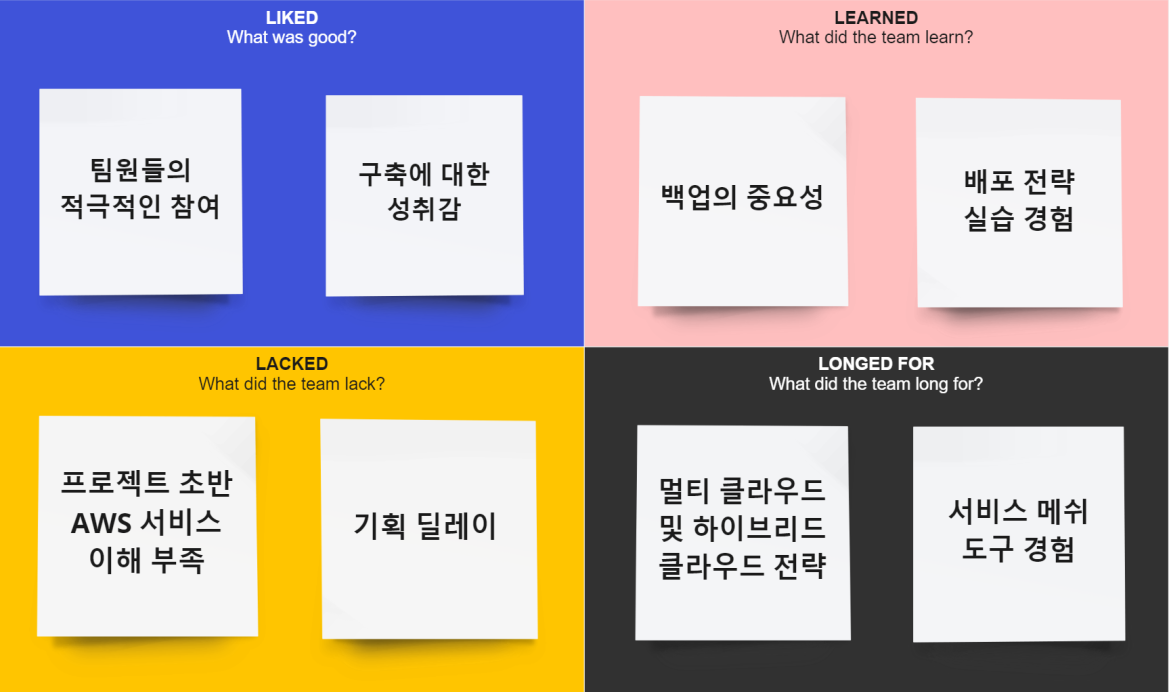 LIKED
What was good?
팀원들의
적극적인 참여
구축에 대한
성취감
LEARNED
What did the team learn?
백업의 중요성
배포 전략
실습 경험
LACKED
What did the team lack?
프로젝트 초반
AWS 서비스
이해 부족
기획 딜레이
LONGED FOR
What did the team long for?
멀티 클라우드
및 하이브리드
클라우드 전략
서비스 메쉬
도구 경험